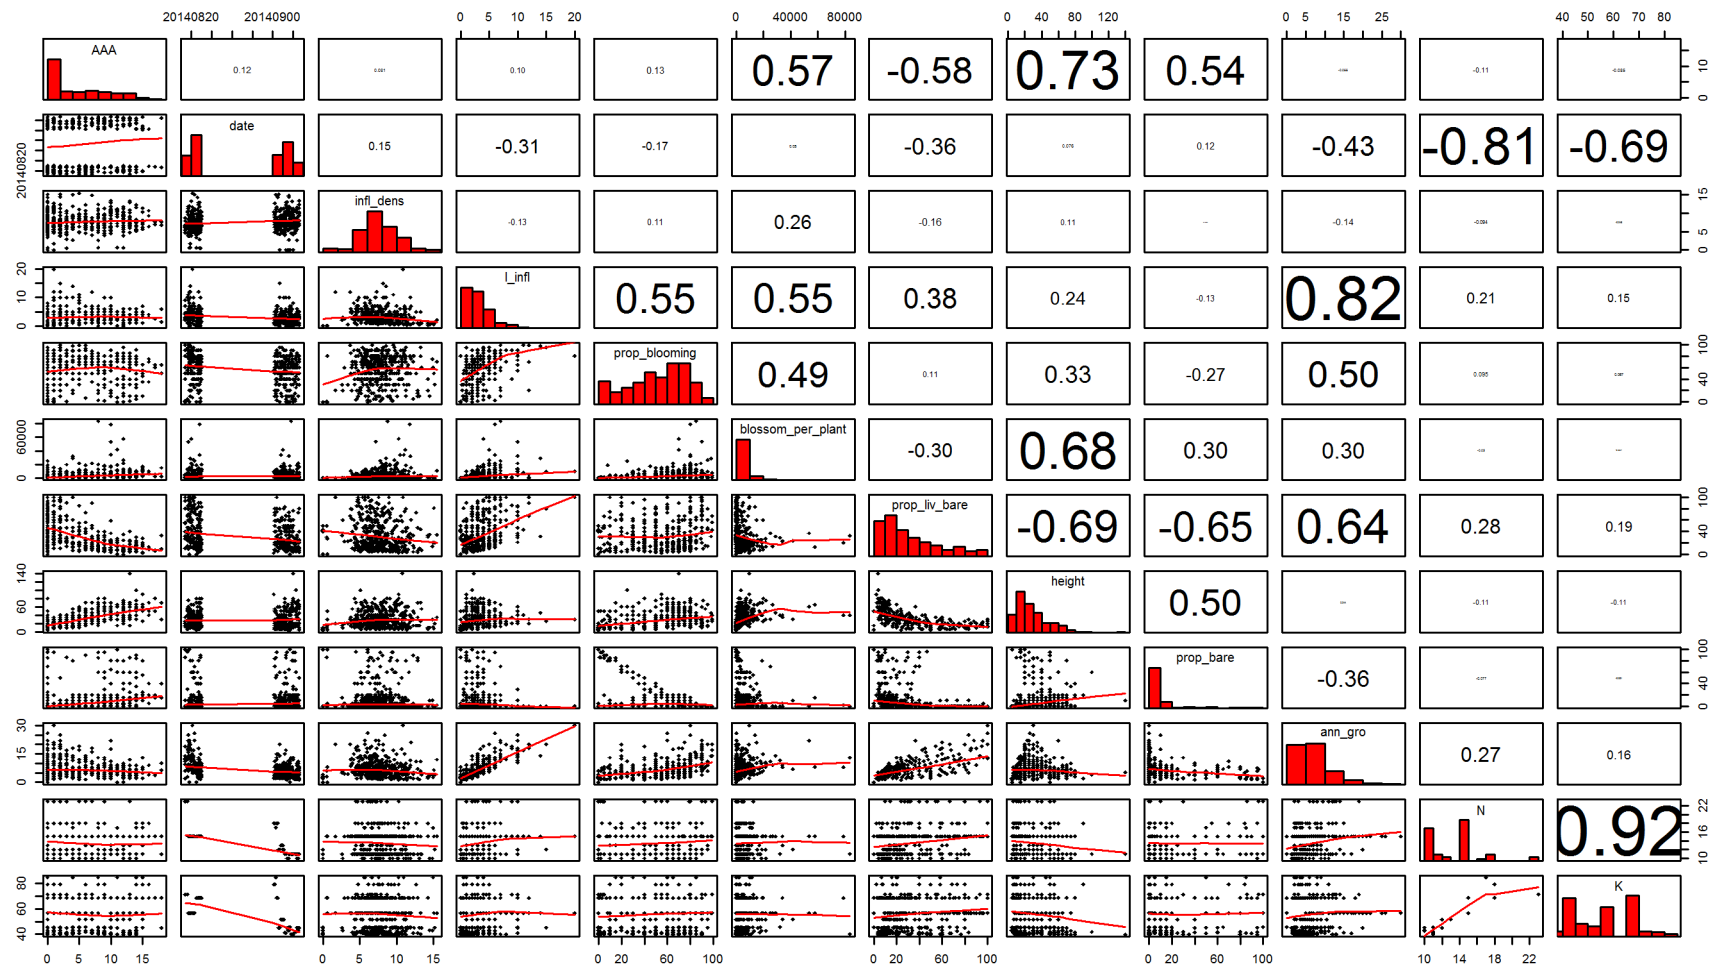 20140820 20140900 0 5 10 20 0 40000 80000 0 40 80 120 0 5 15 25 40 50 60 70 80
AAA 0.12 0.10 0.13 0.57 -0.58 0.73 0.54 -0.11
0 10
date 0.15 -0.31 -0.17 -0.36 0.12 -0.43 -0.81 -0.69
20140820
infl_dens -0.13 0.11 0.26 -0.16 0.11 -0.14 -0.094
0 5 15
l_infl 0.55 0.55 0.38 0.24 -0.13 0.82 0.21 0.15
0 10 20
prop_blooming 0.49 0.11 0.33 -0.27 0.50 0.095
0 40 100
blossom_per_plant -0.30 0.68 0.30 0.30
0 60000
prop_liv_bare -0.69 -0.65 0.64 0.28 0.19
0 40 100
height 0.50 -0.11 -0.11
0 60 140
prop_bare -0.36
0 40 100
ann_gro 0.27 0.16
0 15 30
N 0.92
10 16 22
K
40 60 80
0 5 10 15 0 5 10 15 0 20 60 100 0 20 60 100 0 20 60 100 10 14 18 22